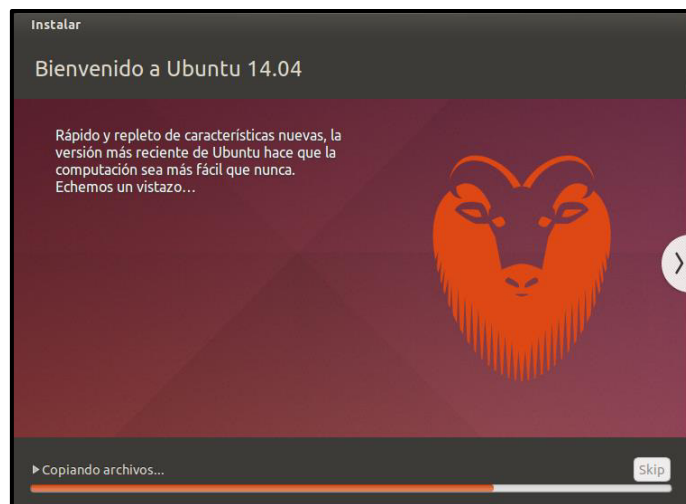 Instalar
Bienvenido a Ubuntu 14.04
Rápido y repleto de características nuevas, la
versión más reciente de Ubuntu hace que la
computación sea más fácil que nunca.
Echemos un vistazo…
Copiando archivos...
Skip